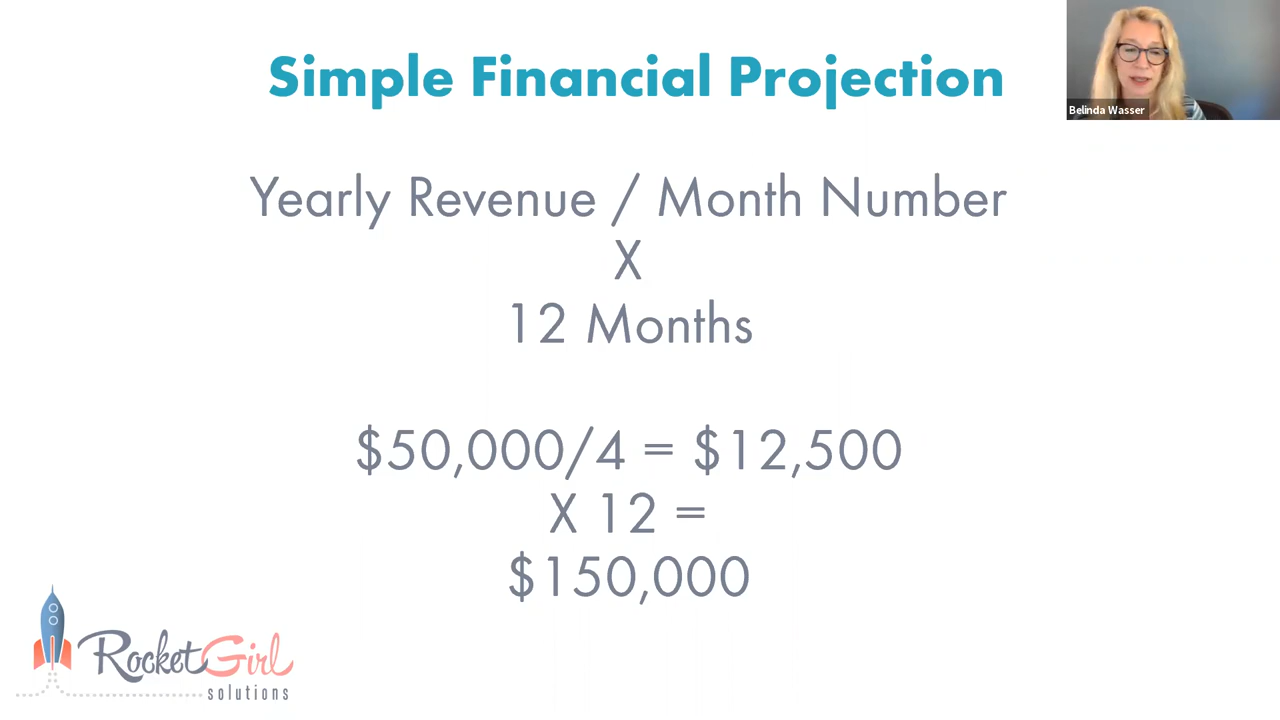 Simple Financial Projection
Belinda Wasser
Yearly Revenue / Month Number
X
12 Months
$50,000/4 = $12,500
X 12 =
$150,000
RocketGirl
solutions